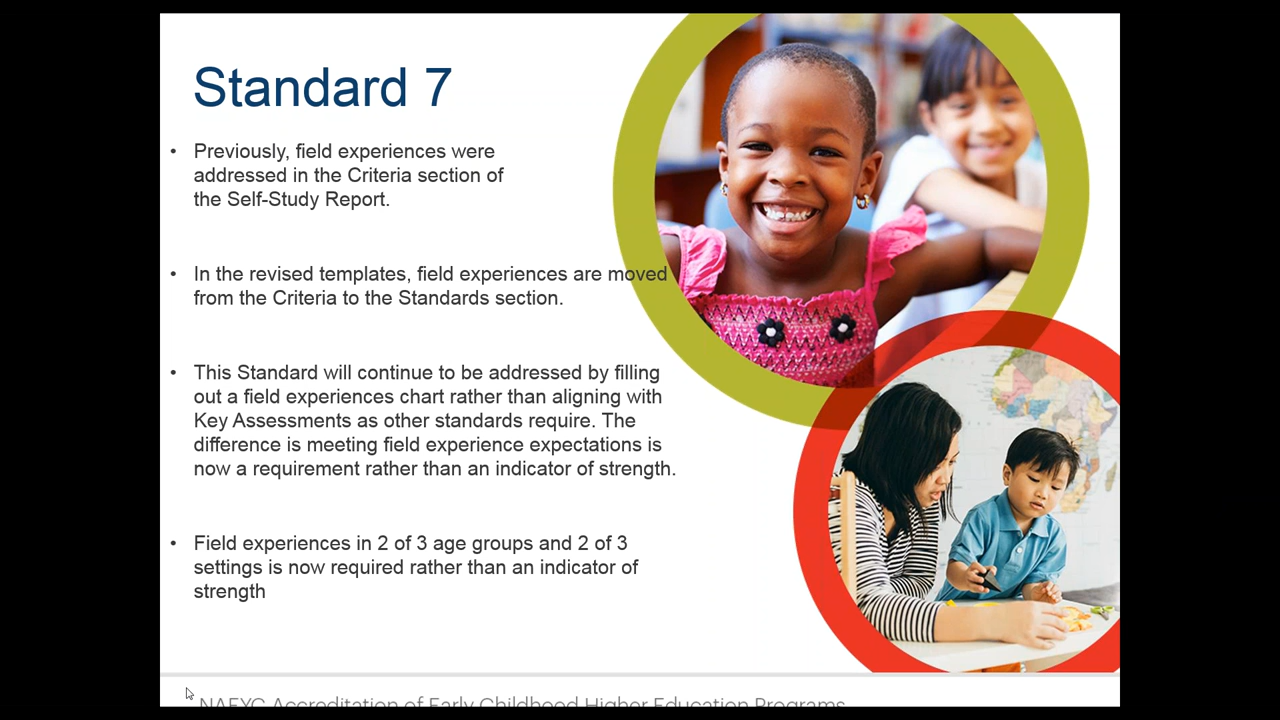 Standard 7
• Previously, field experiences were
addressed in the Criteria section of
the Self-Study Report.
• In the revised templates, field experiences are moved
from the Criteria to the Standards section.
• This Standard will continue to be addressed by filling
out a field experiences chart rather than aligning with
Key Assessments as other standards require. The
difference is meeting field experience expectations is
now a requirement rather than an indicator of strength.
• Field experiences in 2 of 3 age groups and 2 of 3
settings is now required rather than an indicator of
strength
NAEYC Accreditation of Early Childhood Higher Education Programs